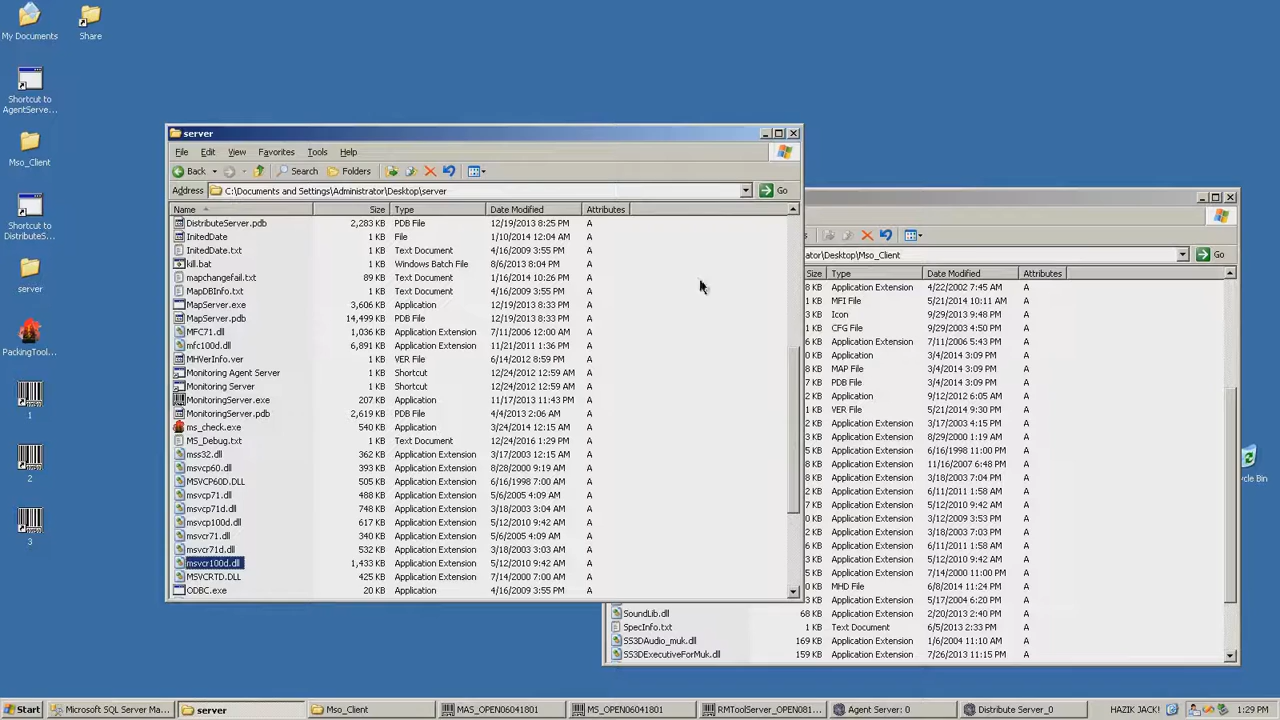 My Documents
Share
Shortcut to
AgentServe...
Mso_Client
Shortcut to
DistributeS...
server
PackingTool...
1
2
3
server
File Edit View Favorites Tools Help
Back Search Folders
Address C:\Documents and Settings\Administrator\Desktop\server Go
Name Size Type Date Modified Attributes
DistributeServer.pdb 2,283 KB PDB File 12/19/2013 8:25 PM A
InitedDate 1 KB File 1/10/2014 12:04 AM A
InitedDate.txt 1 KB Text Document 4/16/2009 3:55 PM A
kill.bat 1 KB Windows Batch File 8/6/2013 8:04 PM A
mapchangefail.txt 89 KB Text Document 1/16/2014 10:26 PM A
MapDBInfo.txt 1 KB Text Document 4/16/2009 3:55 PM A
MapServer.exe 3,606 KB Application 12/19/2013 8:33 PM A
MapServer.pdb 14,499 KB PDB File 12/19/2013 8:33 PM A
MFC71.dll 1,036 KB Application Extension 7/11/2006 12:00 AM A
mfc100d.dll 6,891 KB Application Extension 11/21/2011 1:36 PM A
MHVerInfo.ver 1 KB VER File 6/14/2012 8:59 PM A
Monitoring Agent Server 1 KB Shortcut 12/24/2012 12:59 AM A
Monitoring Server 1 KB Shortcut 12/24/2012 12:59 AM A
MonitoringServer.exe 207 KB Application 11/17/2013 11:43 PM A
MonitoringServer.pdb 2,619 KB PDB File 4/4/2013 2:06 AM A
ms_check.exe 540 KB Application 3/24/2014 12:15 AM A
MS_Debug.txt 1 KB Text Document 12/24/2016 1:29 PM A
mss32.dll 362 KB Application Extension 3/17/2003 12:15 AM A
msvcp60.dll 393 KB Application Extension 8/28/2000 9:19 AM A
MSVCP60D.DLL 505 KB Application Extension 6/16/1998 7:00 AM A
msvcp71.dll 488 KB Application Extension 5/6/2005 4:09 AM A
msvcp71d.dll 748 KB Application Extension 3/18/2003 3:04 AM A
msvcp100d.dll 617 KB Application Extension 5/12/2010 9:42 AM A
msvcr71.dll 340 KB Application Extension 5/6/2005 4:09 AM A
msvcr71d.dll 532 KB Application Extension 3/18/2003 3:03 AM A
msvcr100d.dll 1,433 KB Application Extension 5/12/2010 9:42 AM A
MSVCRTD.DLL 425 KB Application Extension 7/14/2000 7:00 AM A
ODBC.exe 20 KB Application 4/16/2009 3:55 PM A
ator\Desktop\Mso_Client Go
Size Type Date Modified Attributes
8 KB Application Extension 4/22/2002 7:45 AM A
KB MFI File 5/21/2014 10:11 AM A
KB Icon 9/29/2013 9:48 PM A
KB CFG File 9/29/2003 4:50 PM A
KB Application Extension 7/11/2006 5:43 PM A
KB Application 3/4/2014 3:09 PM A
KB MAP File 3/4/2014 3:09 PM A
KB PDB File 3/4/2014 3:09 PM A
KB Application 9/9/2012 6:05 AM A
KB VER File 5/21/2014 9:30 PM A
KB Application Extension 3/17/2003 4:15 PM A
KB Application Extension 8/29/2000 1:19 AM A
KB Application Extension 6/16/1998 11:00 PM A
KB Application Extension 11/16/2007 6:48 PM A
KB Application Extension 3/18/2003 7:04 PM A
KB Application Extension 6/11/2011 1:58 AM A
KB Application Extension 3/12/2009 3:53 PM A
KB Application Extension 6/11/2011 1:58 AM A
KB Application Extension 7/14/2000 11:00 PM A
KB MHD File 6/8/2014 11:24 PM A
KB Application Extension 5/17/2004 6:20 PM A
SoundLib.dll 68 KB Application Extension 2/20/2013 2:40 PM A
SpecInfo.txt 1 KB Text Document 6/5/2013 2:33 PM A
SS3DAudio_muk.dll 169 KB Application Extension 1/6/2004 11:10 AM A
SS3DExecutiveForMuk.dll 159 KB Application Extension 7/26/2013 11:15 PM A
cle Bin
Start Microsoft SQL Server Ma... server Mso_Client MAS_OPEN06041801 MS_OPEN06041801 RMToolServer_OPEN081... Agent Server: 0 Distribute Server_0 HAZIK JACK! 1:29 PM